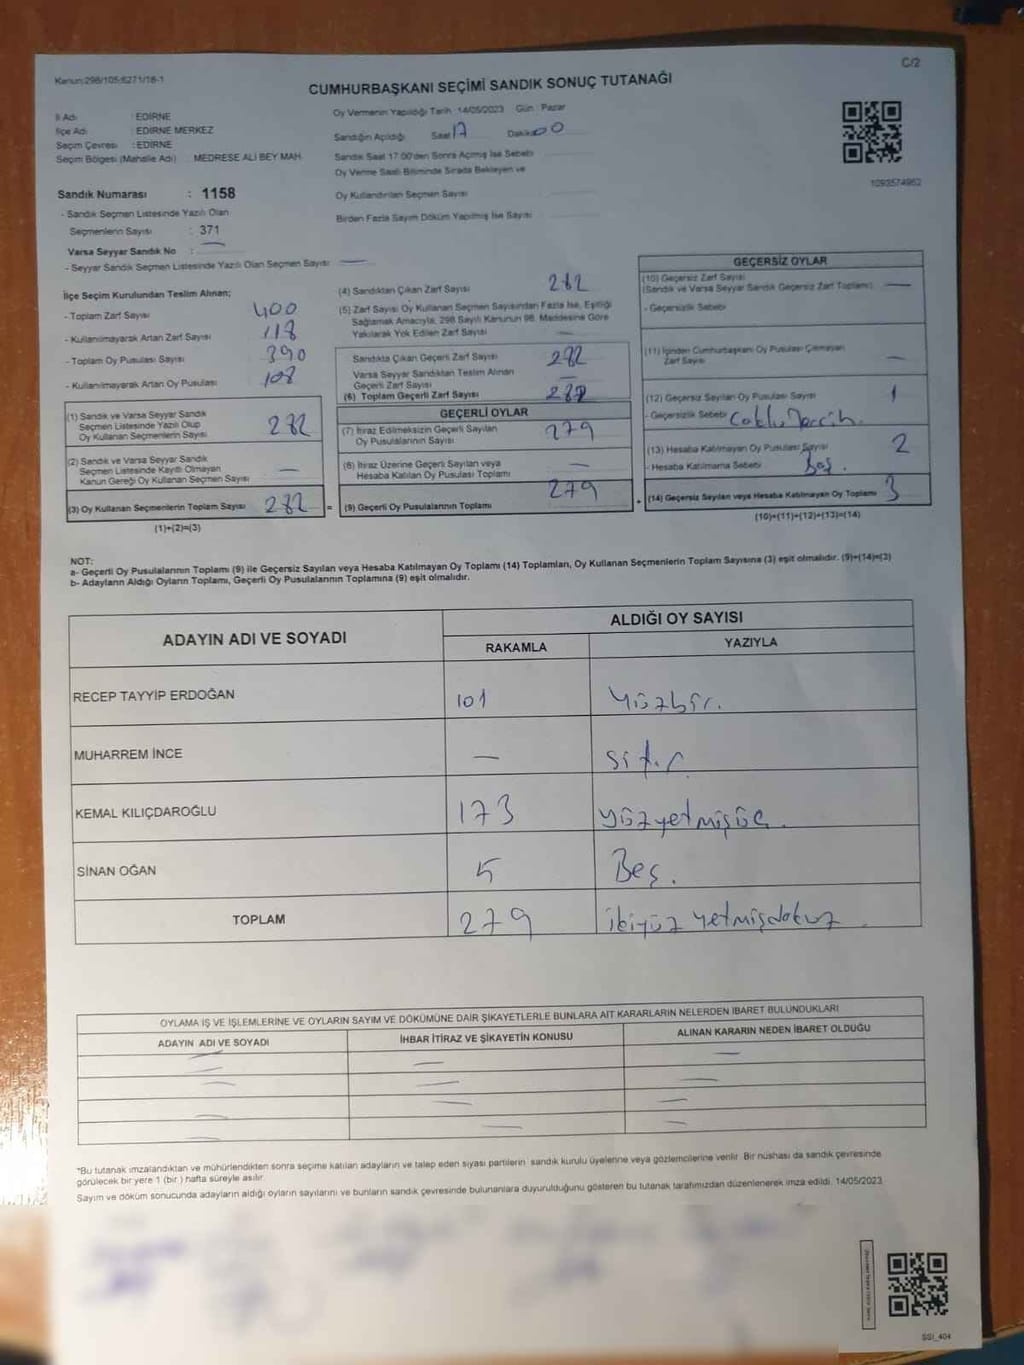 Kanun:298/105:6271/18-1
C/2
CUMHURBAŞKANI SEÇİMİ SANDIK SONUÇ TUTANAĞI
İl Adı : EDİRNE
İlçe Adı : EDİRNE MERKEZ
Seçim Çevresi : EDİRNE
Seçim Bölgesi (Mahalle Adı) MEDRESE ALİ BEY MAH.
Sandık Numarası : 1158
- Sandık Seçmen Listesinde Yazılı Olan
Seçmenlerin Sayısı : 371
Varsa Seyyar Sandık No : —
- Seyyar Sandık Seçmen Listesinde Yazılı Olan Seçmen Sayısı —
Oy Vermenin Yapıldığı Tarih :14/05/2023 Gün : Pazar
Sandığın Açıldığı Saat 17 Dakika 00
Sandık Saat 17.00'den Sonra Açılmış İse Sebebi
Oy Verme Saati Bitiminde Sırada Bekleyen ve
Oy Kullandırılan Seçmen Sayısı
Birden Fazla Sayım Döküm Yapılmış İse Sayısı
1093574962
İlçe Seçim Kurulundan Teslim Alınan;
- Toplam Zarf Sayısı 400
- Kullanılmayarak Artan Zarf Sayısı 118
- Toplam Oy Pusulası Sayısı 390
- Kullanılmayarak Artan Oy Pusulası 108
(1) Sandık ve Varsa Seyyar Sandık
Seçmen Listesinde Yazılı Olup
Oy Kullanan Seçmenlerin Sayısı 282
(2) Sandık ve Varsa Seyyar Sandık
Seçmen Listesinde Kayıtlı Olmayan
Kanun Gereği Oy Kullanan Seçmen Sayısı —
(3) Oy Kullanan Seçmenlerin Toplam Sayısı 282
(1)+(2)=(3)
(4) Sandıktan Çıkan Zarf Sayısı 282
(5) Zarf Sayısı Oy Kullanan Seçmen Sayısından Fazla İse, Eşitliği
Sağlamak Amacıyla, 298 Sayılı Kanunun 98. Maddesine Göre
Yakılarak Yok Edilen Zarf Sayısı —
Sandıkta Çıkan Geçerli Zarf Sayısı 282
Varsa Seyyar Sandıktan Teslim Alınan
Geçerli Zarf Sayısı —
(6) Toplam Geçerli Zarf Sayısı 282
GEÇERLİ OYLAR
(7) İtiraz Edilmeksizin Geçerli Sayılan
Oy Pusulalarının Sayısı 279
(8) İtiraz Üzerine Geçerli Sayılan veya
Hesaba Katılan Oy Pusulası Toplamı —
= (9) Geçerli Oy Pusulalarının Toplamı 279
GEÇERSİZ OYLAR
(10) Geçersiz Zarf Sayısı
(Sandık ve Varsa Seyyar Sandık Geçersiz Zarf Toplamı) —
- Geçersizlik Sebebi
(11) İçinden Cumhurbaşkanı Oy Pusulası Çıkmayan
Zarf Sayısı —
(12) Geçersiz Sayılan Oy Pusulası Sayısı 1
- Geçersizlik Sebebi Çoklu Tercih.
(13) Hesaba Katılmayan Oy Pusulası Sayısı 2
- Hesaba Katılmama Sebebi Boş.
+ (14) Geçersiz Sayılan veya Hesaba Katılmayan Oy Toplamı 3
(10)+(11)+(12)+(13)=(14)
NOT:
a- Geçerli Oy Pusulalarının Toplamı (9) ile Geçersiz Sayılan veya Hesaba Katılmayan Oy Toplamı (14) Toplamları, Oy Kullanan Seçmenlerin Toplam Sayısına (3) eşit olmalıdır. (9)+(14)=(3)
b- Adayların Aldığı Oyların Toplamı, Geçerli Oy Pusulalarının Toplamına (9) eşit olmalıdır.
ADAYIN ADI VE SOYADI
ALDIĞI OY SAYISI
RAKAMLA YAZIYLA
RECEP TAYYİP ERDOĞAN 101 Yüzbir.
MUHARREM İNCE — Sıfır
KEMAL KILIÇDAROĞLU 173 yüzyetmişüç.
SİNAN OĞAN 5 Beş.
TOPLAM 279 ikiyüz yetmişdokuz.
OYLAMA İŞ VE İŞLEMLERİNE VE OYLARIN SAYIM VE DÖKÜMÜNE DAİR ŞİKAYETLERLE BUNLARA AİT KARARLARIN NELERDEN İBARET BULUNDUKLARI
ADAYIN ADI VE SOYADI İHBAR İTİRAZ VE ŞİKAYETİN KONUSU ALINAN KARARIN NEDEN İBARET OLDUĞU
*Bu tutanak imzalandıktan ve mühürlendikten sonra seçime katılan adayların ve talep eden siyasi partilerin sandık kurulu üyelerine veya gözlemcilerine verilir. Bir nüshası da sandık çevresinde
görülecek bir yere 1 (bir ) hafta süreyle asılır.
Sayım ve döküm sonucunda adayların aldığı oyların sayılarını ve bunların sandık çevresinde bulunanlara duyurulduğunu gösteren bu tutanak tarafımızdan düzenlenerek imza edildi. 14/05/2023
SSI_404